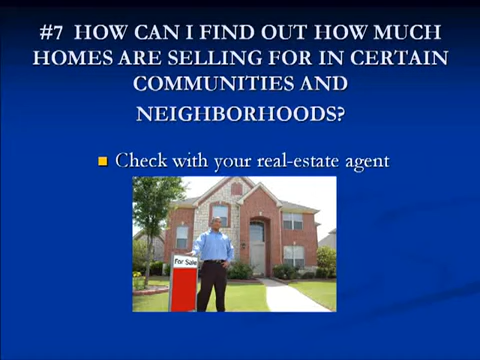 #7 HOW CAN I FIND OUT HOW MUCH
HOMES ARE SELLING FOR IN CERTAIN
COMMUNITIES AND
NEIGHBORHOODS?
Check with your real-estate agent
For Sale